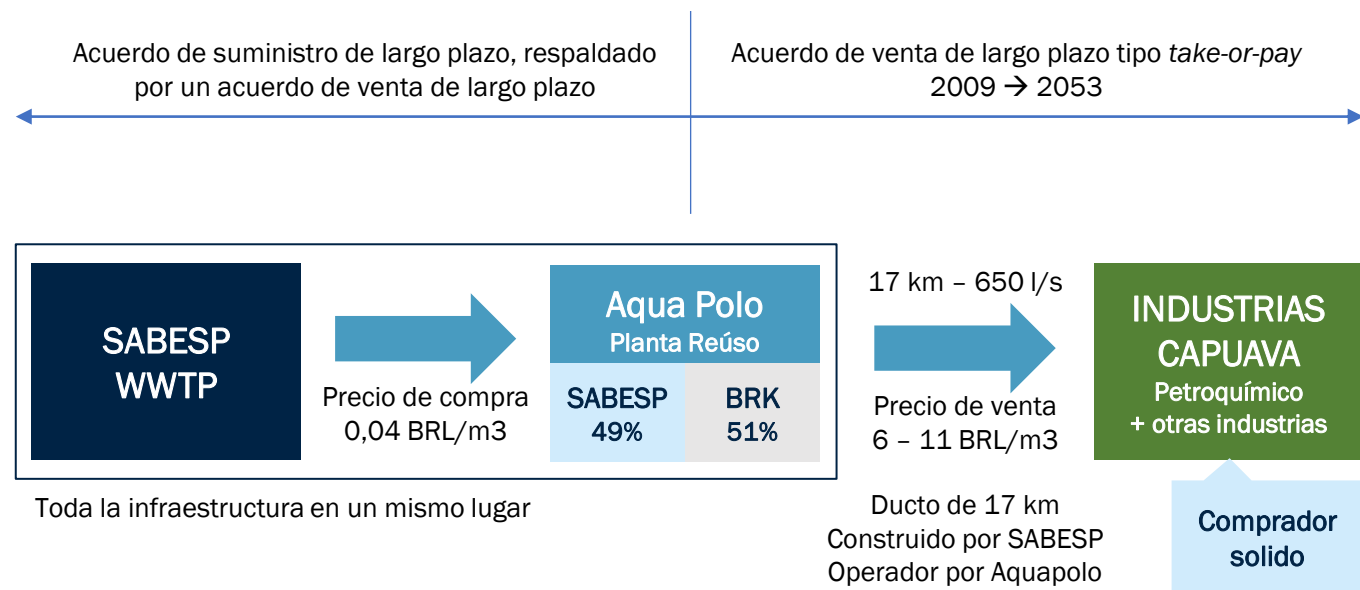 Acuerdo de suministro de largo plazo, respaldado
por un acuerdo de venta de largo plazo
Acuerdo de venta de largo plazo tipo take-or-pay
2009 → 2053
SABESP
WWTP
Precio de compra
0,04 BRL/m3
Aqua Polo
Planta Reúso
SABESP
49%
BRK
51%
17 km – 650 l/s
Precio de venta
6 – 11 BRL/m3
INDUSTRIAS
CAPUAVA
Petroquímico
+ otras industrias
Toda la infraestructura en un mismo lugar
Ducto de 17 km
Construido por SABESP
Operador por Aquapolo
Comprador
solido